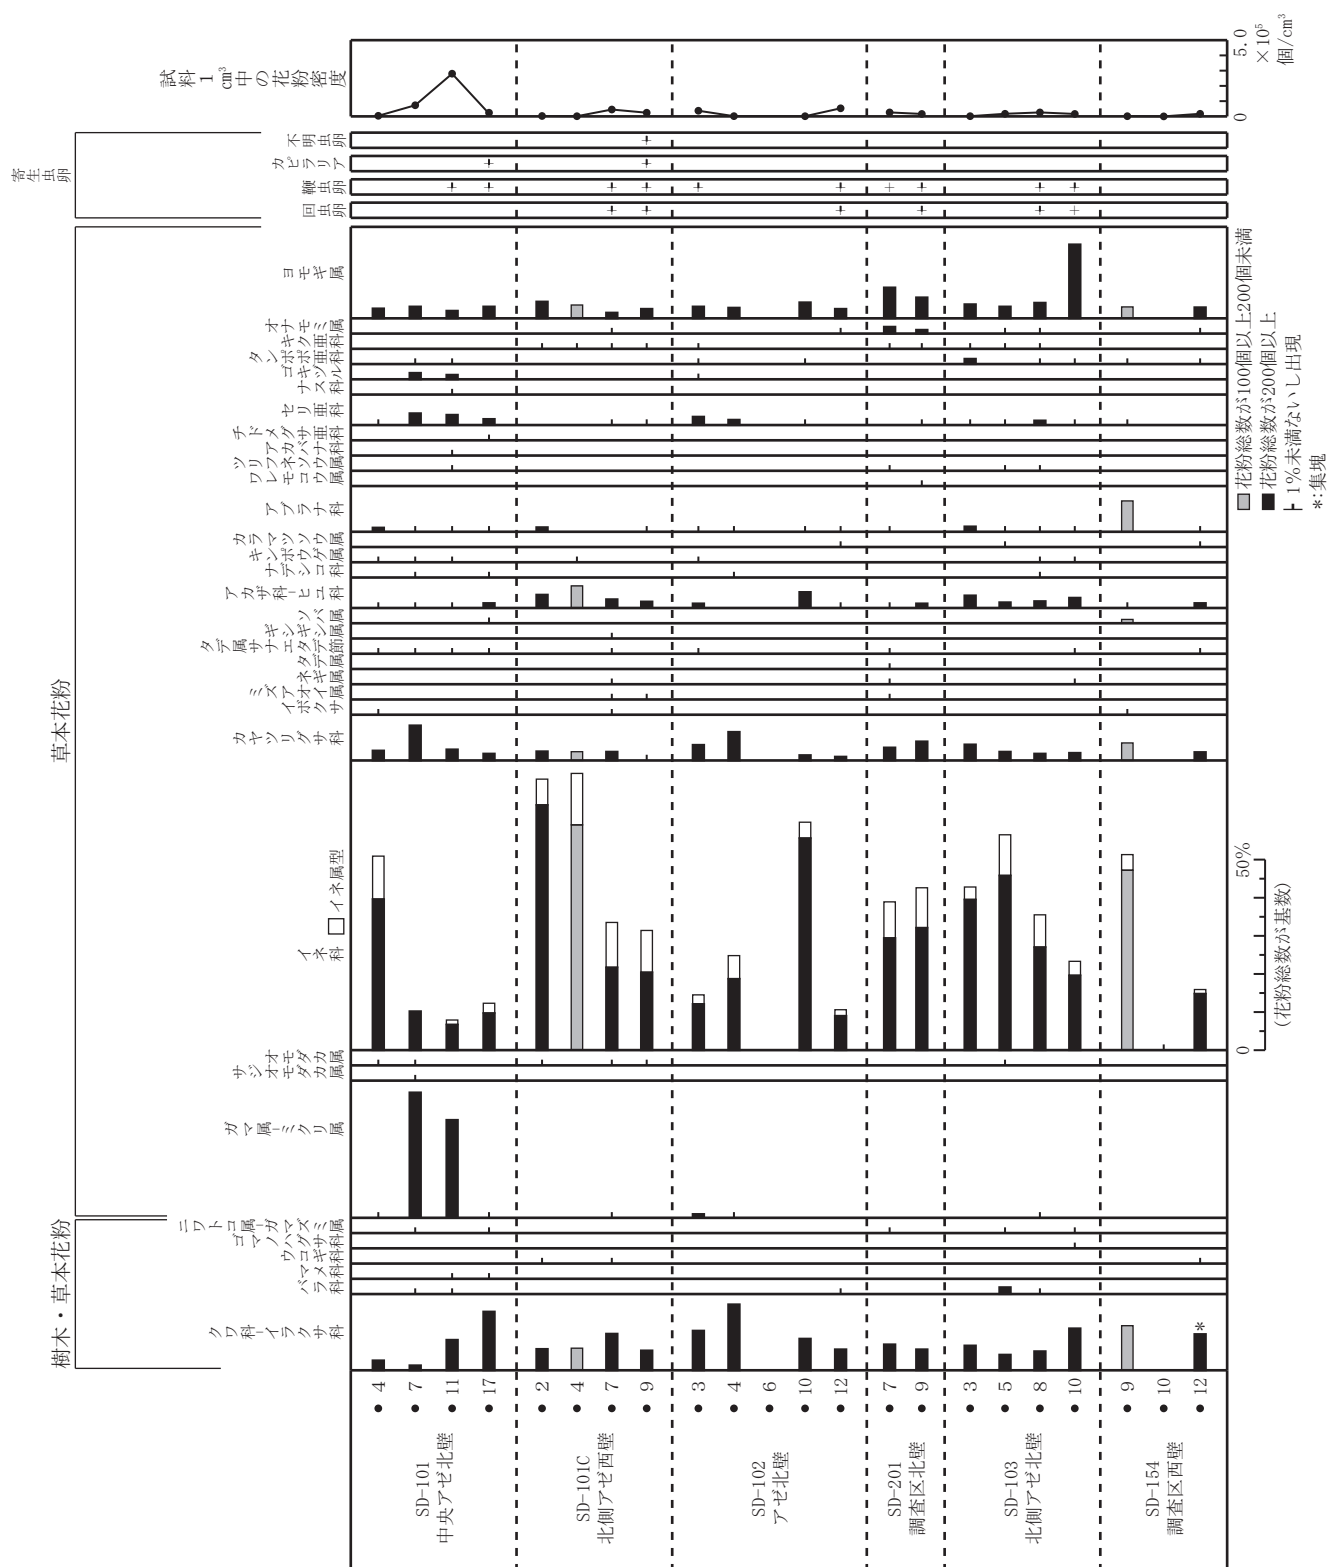 樹木・草本花粉
草本花粉
寄生虫卵
クワ科-イラクサ科
バラ科
マメ科
ウコギ科
ゴマノハグサ科
ニワトコ属-ガマズミ属
ガマ属-ミクリ属
サジオモダカ属
オモダカ属
イネ科
イネ属型
カヤツリグサ科
イボクサ
ミズアオイ属
ネギ属
タデ属
タデ属サナエタデ節
ギシギシ属
ソバ属
アカザ科-ヒユ科
ナデシコ科
キンポウゲ属
カラマツソウ属
アブラナ科
ワレモコウ属
ツリフネソウ属
アカバナ科
チドメグサ亜科
セリ亜科
ナス科
ゴキヅル
タンポポ亜科
キク亜科
オナモミ属
ヨモギ属
回虫卵
鞭虫卵
カピラリア
不明虫卵
試料1cm³中の花粉密度
● 4
● 7
● 11
● 17
SD-101
中央アゼ北壁
● 2
● 4
● 7
● 9
SD-101C
北側アゼ西壁
● 3
● 4
● 6
● 10
● 12
SD-102
アゼ北壁
● 7
● 9
SD-201
調査区北壁
● 3
● 5
● 8
● 10
SD-103
北側アゼ北壁
● 9
● 10
● 12
SD-154
調査区西壁
*
0
50%
(花粉総数が基数)
0
5.0
×10⁵
個/cm³
花粉総数が100個以上200個未満
花粉総数が200個以上
1%未満ないし出現
*:集塊